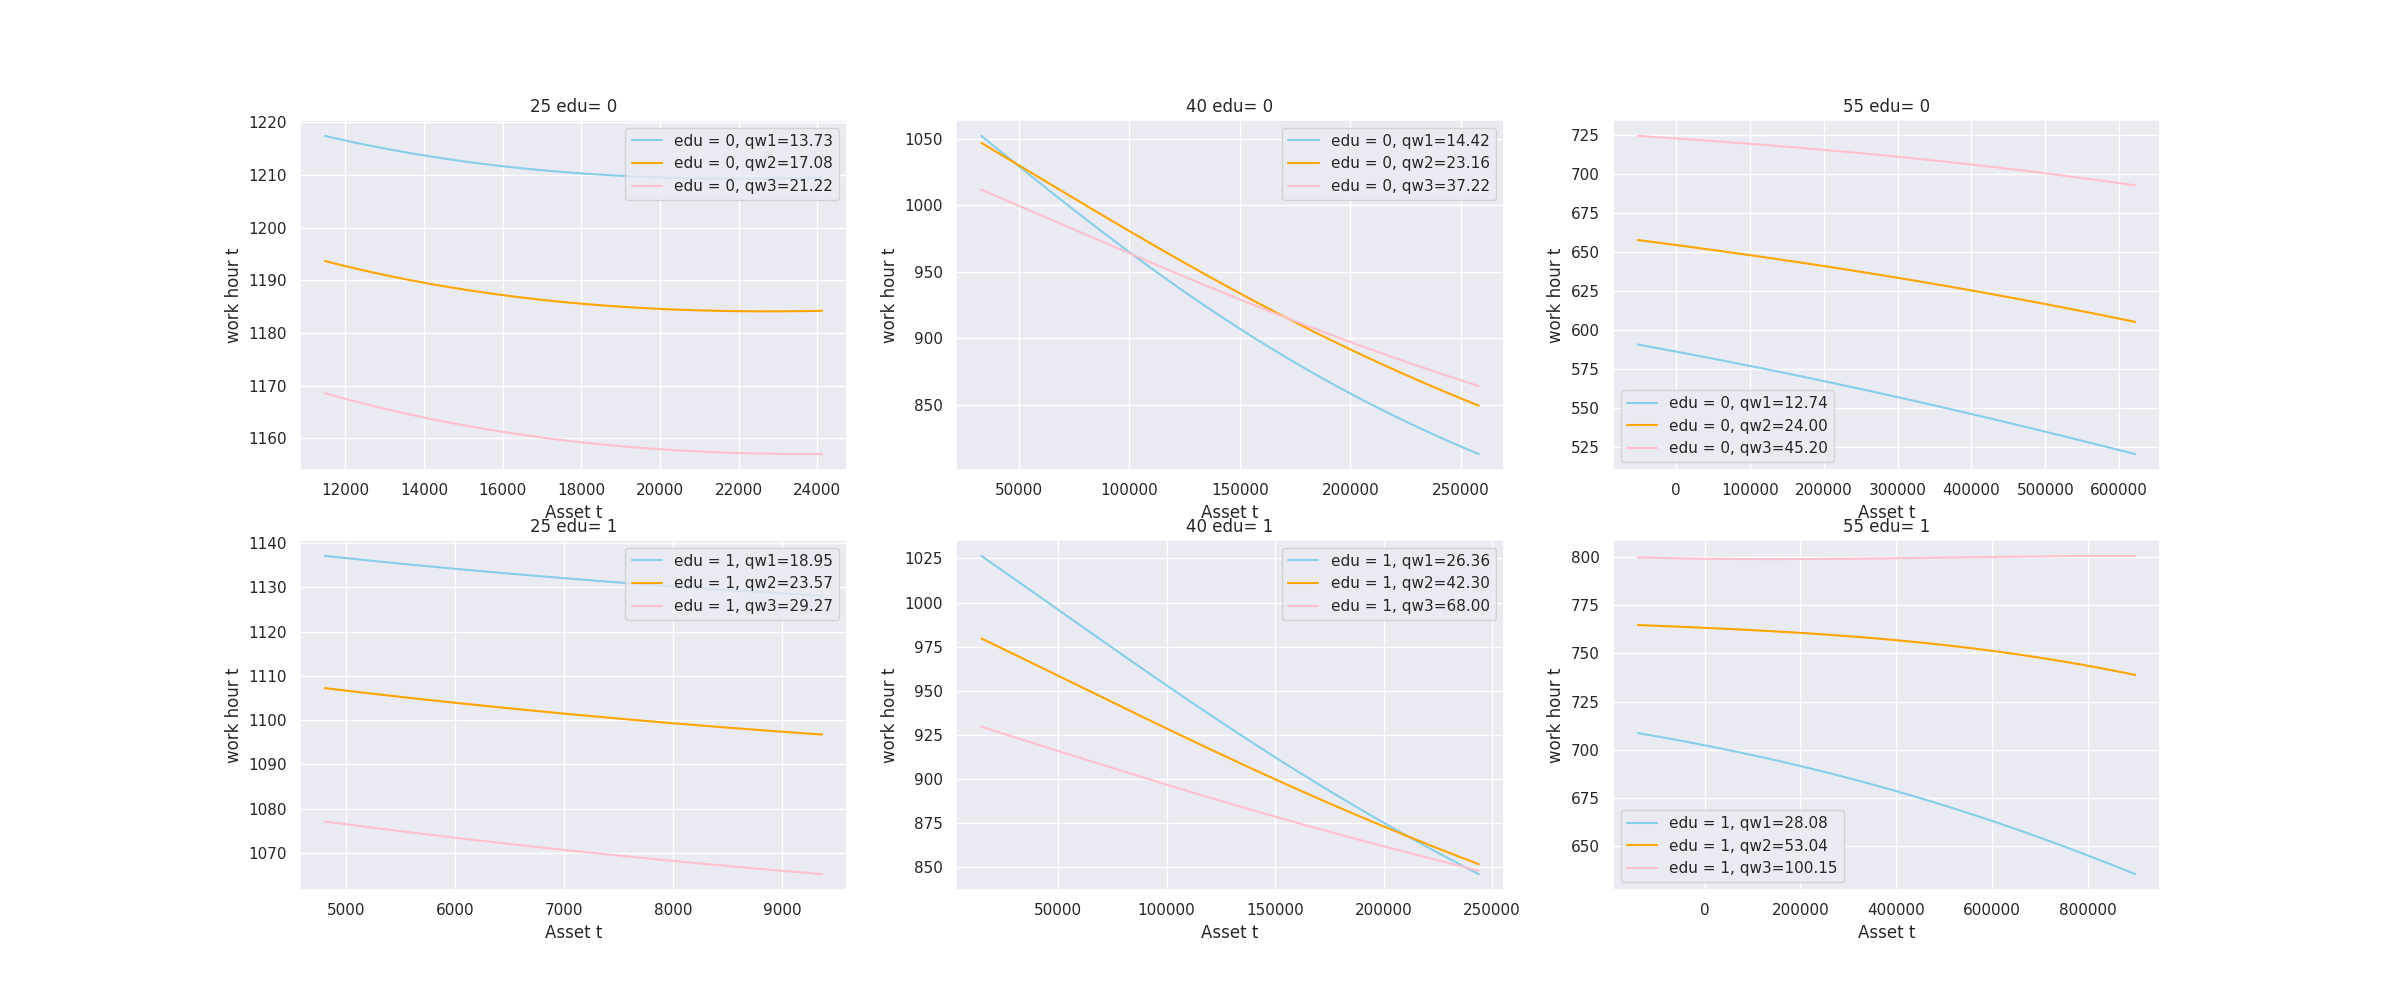 25 edu= 0
1220
1210
1200
1190
1180
1170
1160
work hour t
edu = 0, qw1=13.73
edu = 0, qw2=17.08
edu = 0, qw3=21.22
12000 14000 16000 18000 20000 22000 24000
Asset t
40 edu= 0
1050
1000
950
900
850
work hour t
edu = 0, qw1=14.42
edu = 0, qw2=23.16
edu = 0, qw3=37.22
50000 100000 150000 200000 250000
Asset t
55 edu= 0
725
700
675
650
625
600
575
550
525
work hour t
edu = 0, qw1=12.74
edu = 0, qw2=24.00
edu = 0, qw3=45.20
0 100000 200000 300000 400000 500000 600000
Asset t
25 edu= 1
1140
1130
1120
1110
1100
1090
1080
1070
work hour t
edu = 1, qw1=18.95
edu = 1, qw2=23.57
edu = 1, qw3=29.27
5000 6000 7000 8000 9000
Asset t
40 edu= 1
1025
1000
975
950
925
900
875
850
work hour t
edu = 1, qw1=26.36
edu = 1, qw2=42.30
edu = 1, qw3=68.00
50000 100000 150000 200000 250000
Asset t
55 edu= 1
800
775
750
725
700
675
650
work hour t
edu = 1, qw1=28.08
edu = 1, qw2=53.04
edu = 1, qw3=100.15
0 200000 400000 600000 800000
Asset t